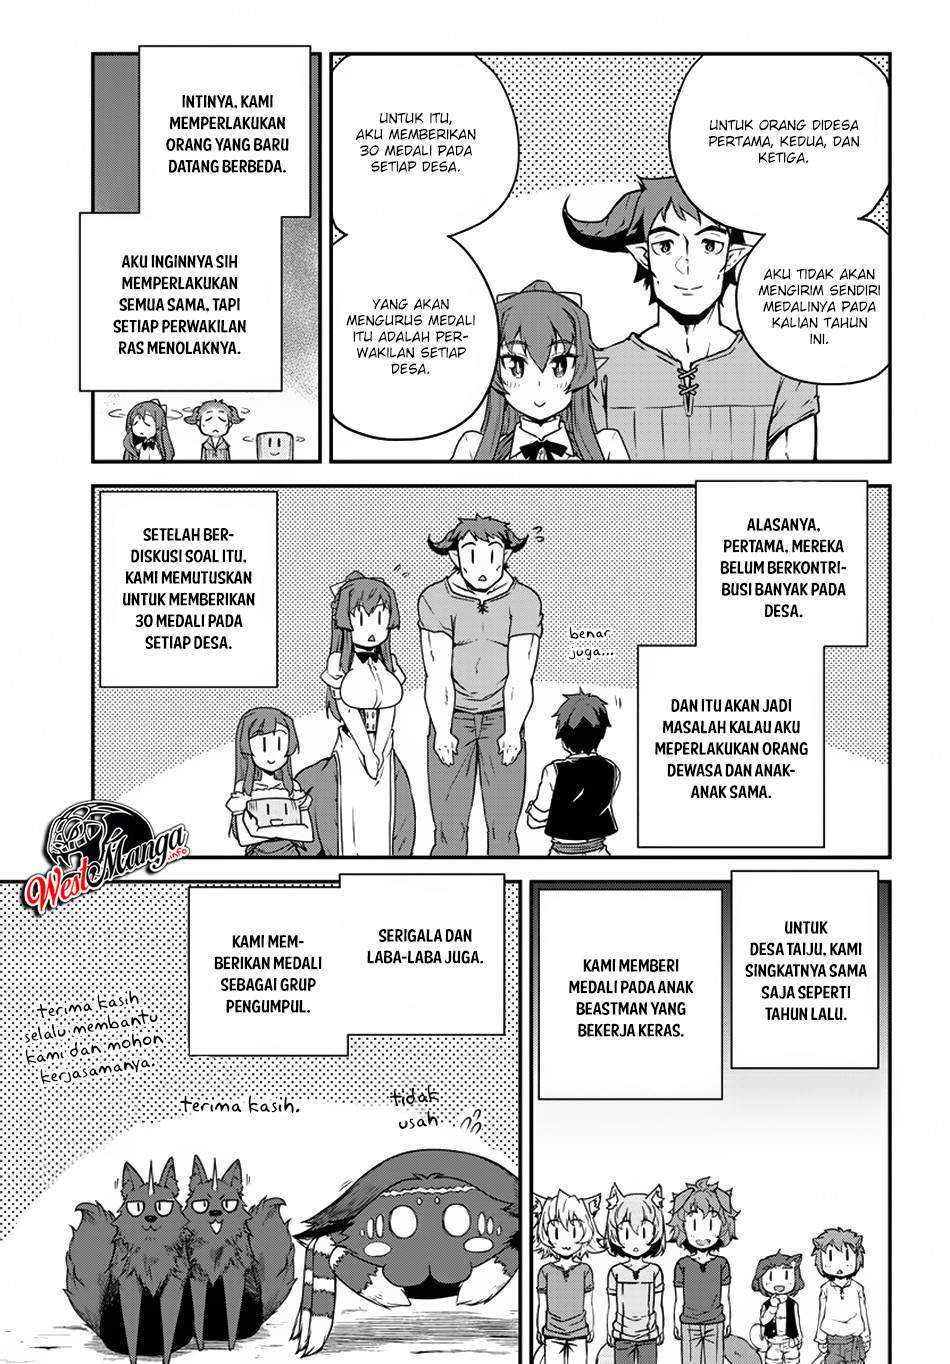 UNTUK ORANG DIDESA
PERTAMA, KEDUA, DAN
KETIGA.
AKU TIDAK AKAN
MENGIRIM SENDIRI
MEDALINYA PADA
KALIAN TAHUN
INI.
UNTUK ITU,
AKU MEMBERIKAN
30 MEDALI PADA
SETIAP DESA.
YANG AKAN
MENGURUS MEDALI
ITU ADALAH PER-
WAKILAN SETIAP
DESA.
INTINYA, KAMI
MEMPERLAKUKAN
ORANG YANG BARU
DATANG BERBEDA.
AKU INGINNYA SIH
MEMPERLAKUKAN
SEMUA SAMA, TAPI
SETIAP PERWAKILAN
RAS MENOLAKNYA.
ALASANYA,
PERTAMA, MEREKA
BELUM BERKONTRI-
BUSI BANYAK PADA
DESA.
DAN ITU AKAN JADI
MASALAH KALAU AKU
MEPERLAKUKAN ORANG
DEWASA DAN ANAK-
ANAK SAMA.
benar
juga...
SETELAH BER-
DISKUSI SOAL ITU,
KAMI MEMUTUSKAN
UNTUK MEMBERIKAN
30 MEDALI PADA
SETIAP DESA.
WestManga
.info
UNTUK
DESA TAIJU, KAMI
SINGKATNYA SAMA
SAJA SEPERTI
TAHUN LALU.
KAMI MEMBERI
MEDALI PADA ANAK
BEASTMAN YANG
BEKERJA KERAS.
SERIGALA DAN
LABA-LABA JUGA.
KAMI MEM-
BERIKAN MEDALI
SEBAGAI GRUP
PENGUMPUL.
terima kasih
selalu membantu
kami dan mohon
kerjasamanya.
terima kasih.
tidak
usah